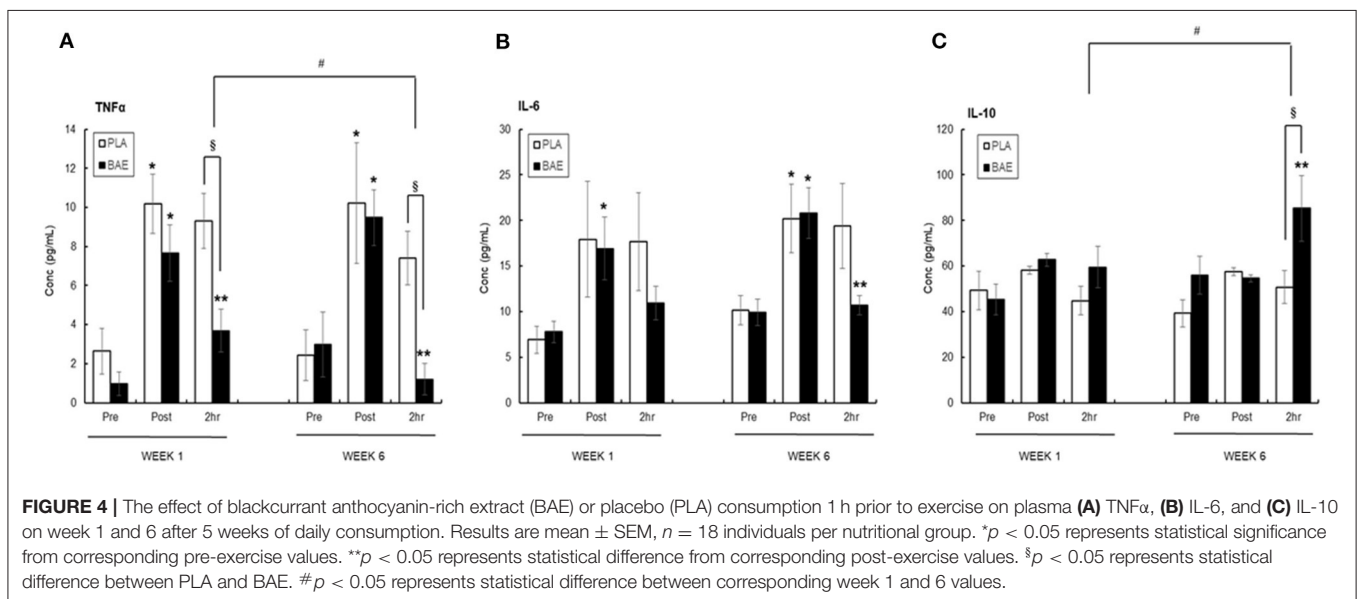 A
B
C
#
#
TNFα
IL-6
IL-10
14
12
10
8
6
4
2
0
Conc (pg/mL)
PLA
BAE
*
*
§
**
*
*
§
**
Pre
Post
2hr
Pre
Post
2hr
WEEK 1
WEEK 6
30
25
20
15
10
5
0
Conc (pg/mL)
PLA
BAE
*
*
*
**
Pre
Post
2hr
Pre
Post
2hr
WEEK 1
WEEK 6
120
100
80
60
40
20
0
Conc (pg/mL)
PLA
BAE
§
**
Pre
Post
2hr
Pre
Post
2hr
WEEK 1
WEEK 6
FIGURE 4 | The effect of blackcurrant anthocyanin-rich extract (BAE) or placebo (PLA) consumption 1 h prior to exercise on plasma (A) TNFα, (B) IL-6, and (C) IL-10
on week 1 and 6 after 5 weeks of daily consumption. Results are mean ± SEM, n = 18 individuals per nutritional group. *p < 0.05 represents statistical significance
from corresponding pre-exercise values. **p < 0.05 represents statistical difference from corresponding post-exercise values. §p < 0.05 represents statistical
difference between PLA and BAE. #p < 0.05 represents statistical difference between corresponding week 1 and 6 values.